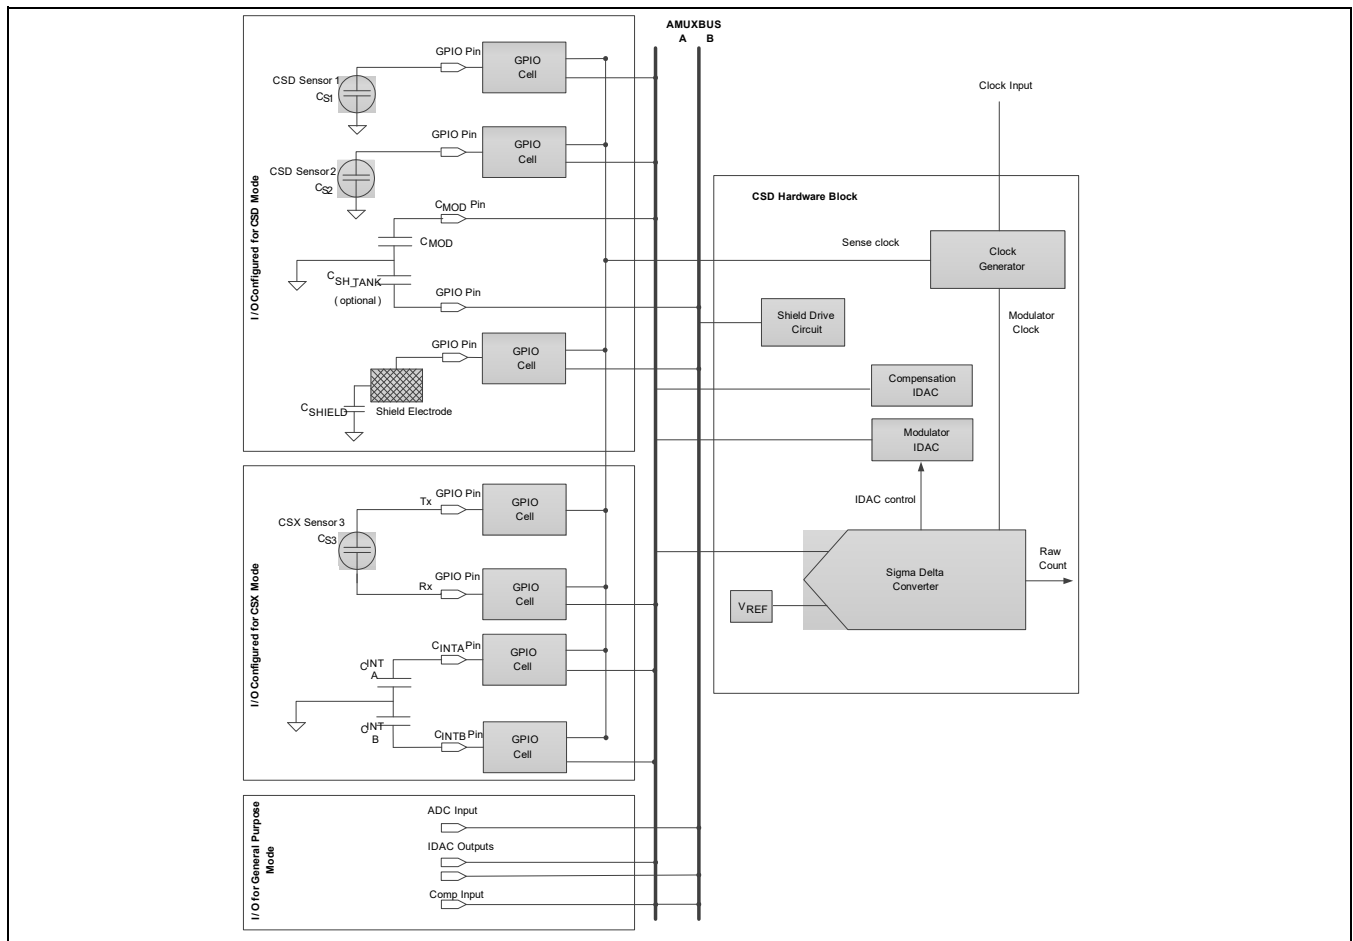 AMUXBUS
A B
I/O Configured for CSD Mode
GPIO Pin
GPIO
Cell
CSD Sensor 1
CS1
GPIO Pin
GPIO
Cell
CSD Sensor 2
CS2
CMOD Pin
CMOD
CSH_TANK
(optional)
GPIO Pin
GPIO Pin
GPIO
Cell
CSHIELD
Shield Electrode
I/O Configured for CSX Mode
GPIO Pin
Tx
GPIO
Cell
CSX Sensor 3
CS3
GPIO Pin
Rx
GPIO
Cell
CINTA Pin
GPIO
Cell
CINT
A
CINT
B
CINTB Pin
GPIO
Cell
I/O for General Purpose
Mode
ADC Input
IDAC Outputs
Comp Input
Clock Input
CSD Hardware Block
Sense clock
Clock
Generator
Shield Drive
Circuit
Modulator
Clock
Compensation
IDAC
Modulator
IDAC
IDAC control
Sigma Delta
Converter
Raw
Count
VREF